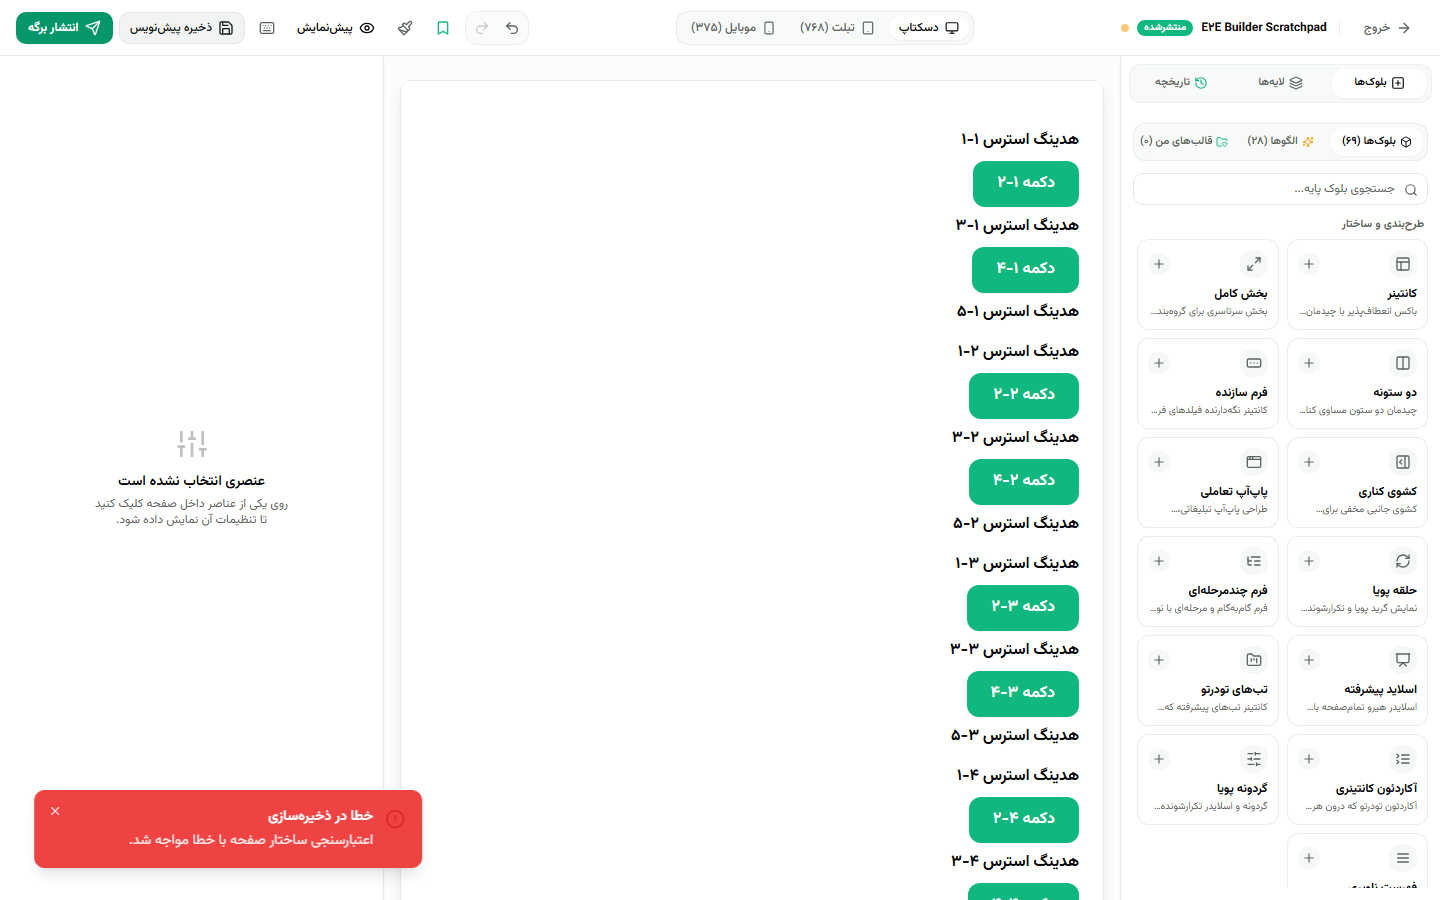 خروج
E2E Builder Scratchpad
منتشرشده
دسکتاپ
تبلت (۷۶۸)
موبایل (۳۷۵)
پیش‌نمایش
ذخیره پیش‌نویس
انتشار برگه
بلوک‌ها
لایه‌ها
تاریخچه
بلوک‌ها (۶۹)
الگوها (۲۸)
قالب‌های من (۰)
جستجوی بلوک پایه...
طرح‌بندی و ساختار
کانتینر
باکس انعطاف‌پذیر با چیدمان...
بخش کامل
بخش سرتاسری برای گروه‌بند...
دو ستونه
چیدمان دو ستون مساوی کنا...
فرم سازنده
کانتینر نگه‌دارنده فیلدهای فر...
کشوی کناری
کشوی جانبی مخفی برای...
پاپ‌آپ تعاملی
طراحی پاپ‌آپ تبلیغاتی،...
حلقه پویا
نمایش گرید پویا و تکرارشوند...
فرم چندمرحله‌ای
فرم گام‌به‌گام و مرحله‌ای با نو...
اسلاید پیشرفته
اسلایدر هیرو تمام‌صفحه با...
تب‌های تودرتو
کانتینر تب‌های پیشرفته که...
آکاردئون کانتینری
آکاردئون تودرتو که درون هر...
گردونه پویا
گردونه و اسلایدر تکرارشونده...
هدینگ استرس ۱-۱
دکمه ۱-۲
هدینگ استرس ۱-۳
دکمه ۱-۴
هدینگ استرس ۱-۵
هدینگ استرس ۲-۱
دکمه ۲-۲
هدینگ استرس ۲-۳
دکمه ۲-۴
هدینگ استرس ۲-۵
هدینگ استرس ۳-۱
دکمه ۳-۲
هدینگ استرس ۳-۳
دکمه ۳-۴
هدینگ استرس ۳-۵
هدینگ استرس ۴-۱
دکمه ۴-۲
هدینگ استرس ۴-۳
عنصری انتخاب نشده است
روی یکی از عناصر داخل صفحه کلیک کنید
تا تنظیمات آن نمایش داده شود.
خطا در ذخیره‌سازی
اعتبارسنجی ساختار صفحه با خطا مواجه شد.